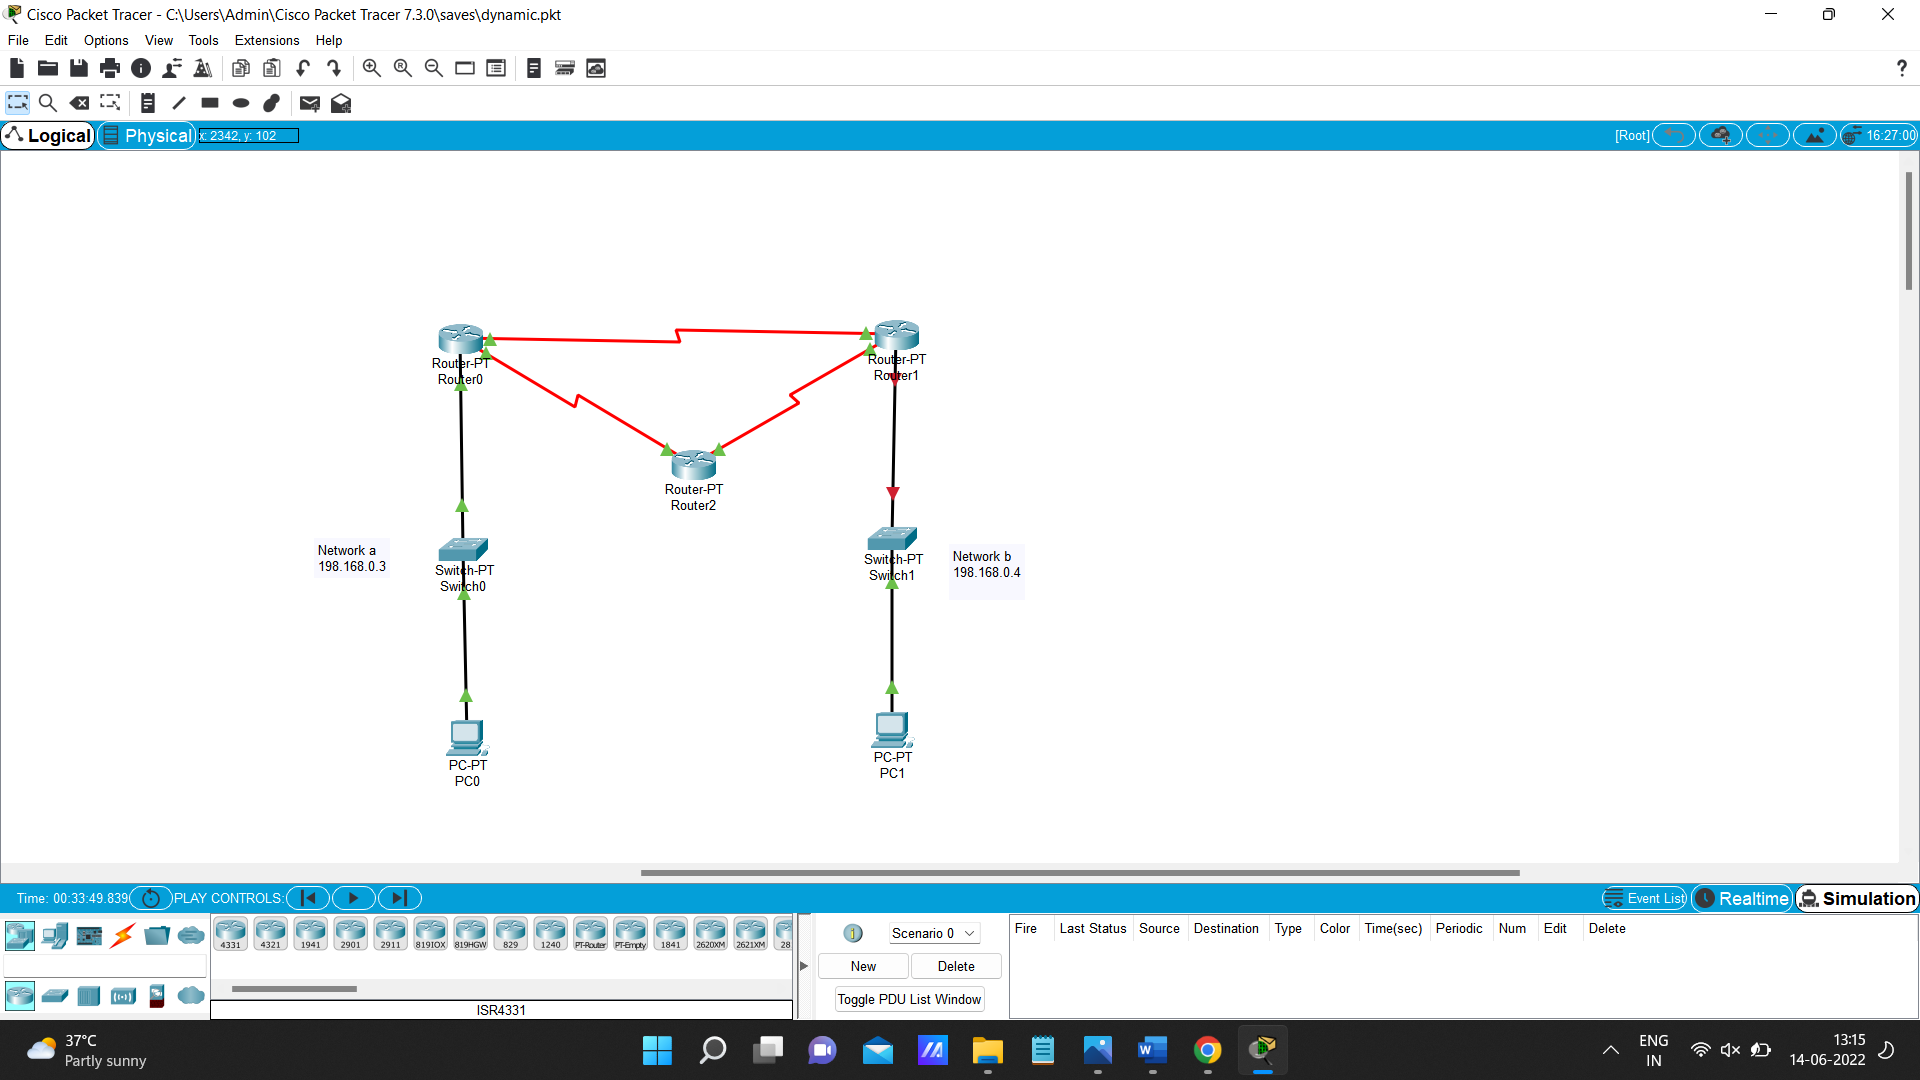 Cisco Packet Tracer - C:\Users\Admin\Cisco Packet Tracer 7.3.0\saves\dynamic.pkt
File Edit Options View Tools Extensions Help
?
Logical Physical x: 2342, y: 102 [Root] 16:27:00
Router-PT
Router0
Router-PT
Router1
Router-PT
Router2
Network a
198.168.0.3
Switch-PT
Switch0
Switch-PT
Switch1
Network b
198.168.0.4
PC-PT
PC0
PC-PT
PC1
Time: 00:33:49.839 PLAY CONTROLS: Event List Realtime Simulation
4331 4321 1941 2901 2911 819IOX 819HGW 829 1240 PT-Router PT-Empty 1841 2620XM 2621XM 28
ISR4331
Scenario 0
New Delete
Toggle PDU List Window
Fire Last Status Source Destination Type Color Time(sec) Periodic Num Edit Delete
37°C
Partly sunny
ENG
IN
13:15
14-06-2022